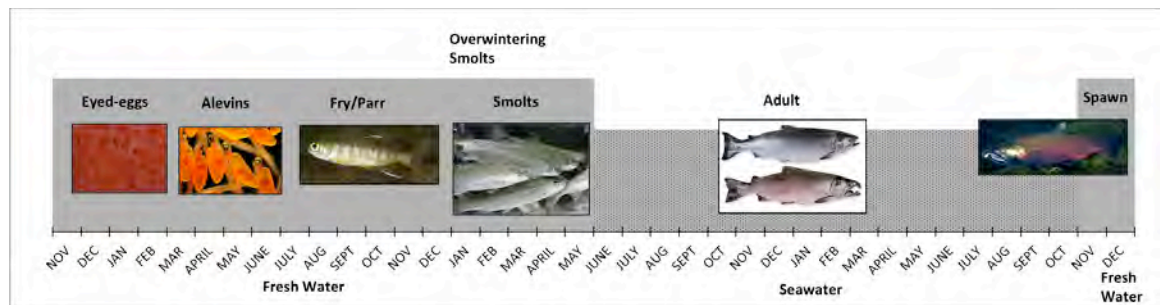 Overwintering
Smolts
Eyed-eggs Alevins Fry/Parr Smolts Adult Spawn
NOV DEC JAN FEB MAR APRIL MAY JUNE JULY AUG SEPT OCT NOV DEC JAN FEB MAR APRIL MAY JUNE JULY AUG SEPT OCT NOV DEC JAN FEB MAR APRIL MAY JUNE JULY AUG SEPT OCT NOV DEC
Fresh Water Seawater Fresh
Water